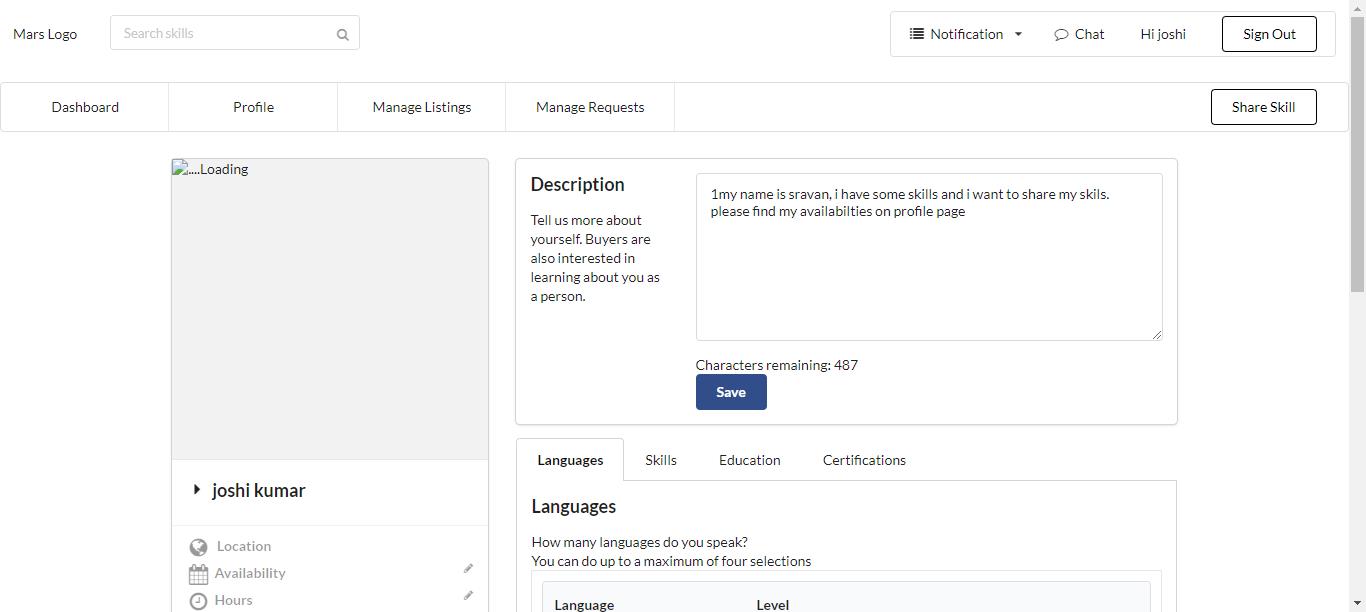 Mars Logo
Search skills
Notification
Chat
Hi joshi
Sign Out
Dashboard
Profile
Manage Listings
Manage Requests
Share Skill
....Loading
joshi kumar
Location
Availability
Hours
Description
Tell us more about
yourself. Buyers are
also interested in
learning about you as
a person.
1my name is sravan, i have some skills and i want to share my skils.
please find my availabilties on profile page
Characters remaining: 487
Save
Languages
Skills
Education
Certifications
Languages
How many languages do you speak?
You can do up to a maximum of four selections
Language
Level